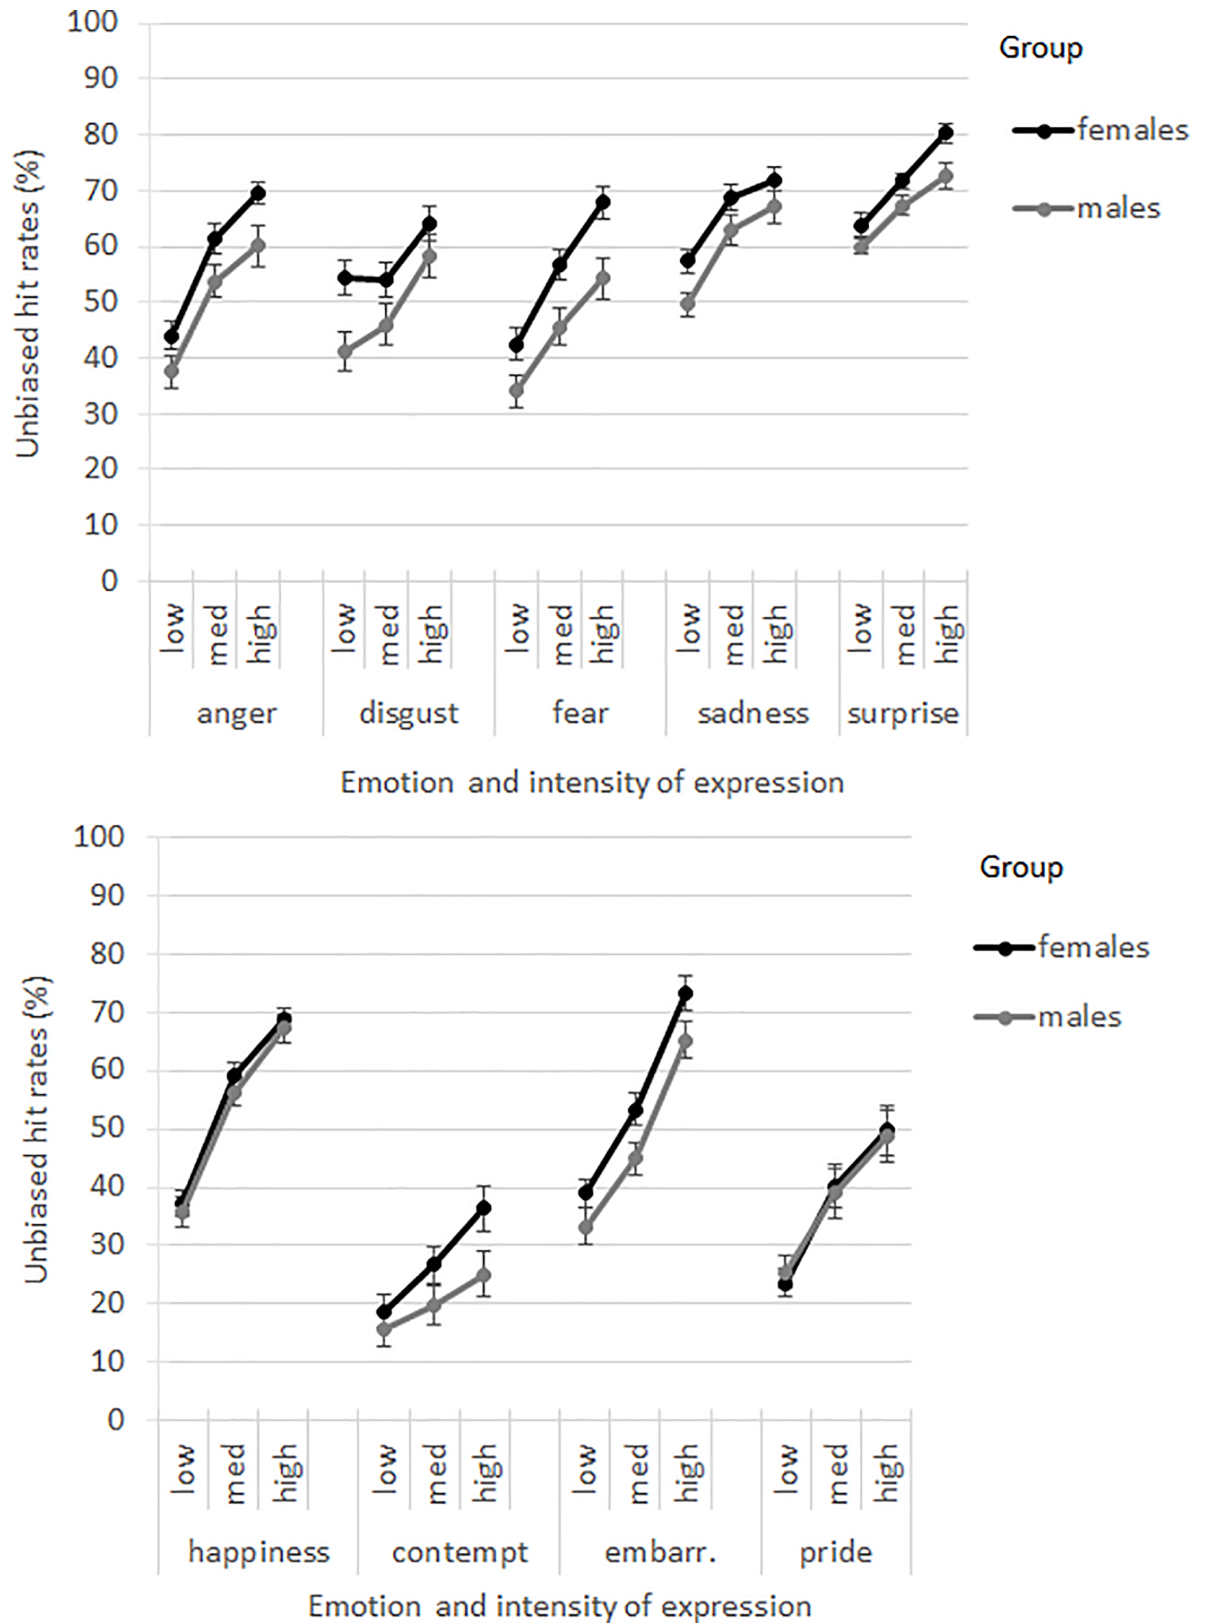 100
90
80
70
60
50
40
30
20
10
0
Unbiased hit rates (%)
Group
females
males
low med high low med high low med high low med high low med high
anger disgust fear sadness surprise
Emotion and intensity of expression
100
90
80
70
60
50
40
30
20
10
0
Unbiased hit rates (%)
Group
females
males
low med high low med high low med high low med high
happiness contempt embarr. pride
Emotion and intensity of expression